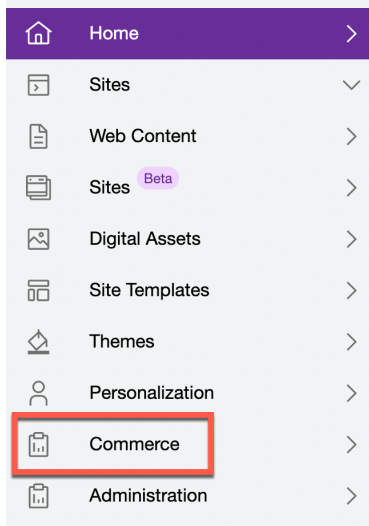 Home
Sites
Web Content
Sites Beta
Digital Assets
Site Templates
Themes
Personalization
Commerce
Administration